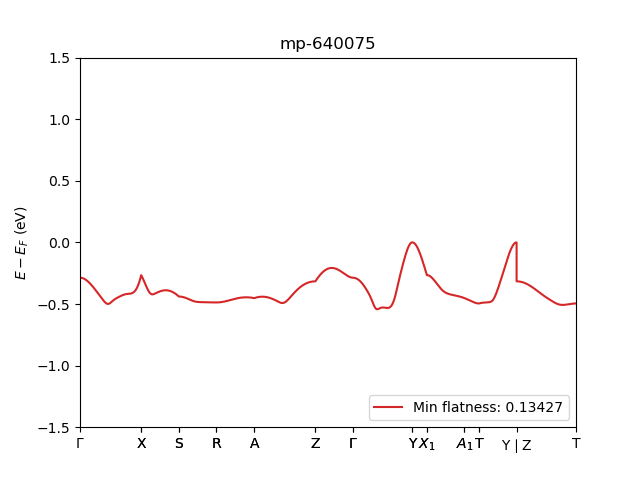 mp-640075
1.5
1.0
0.5
0.0
−0.5
−1.0
−1.5
E − E_F (eV)
Min flatness: 0.13427
Γ X S R A Z Γ Y X₁ A₁ T Y | Z T